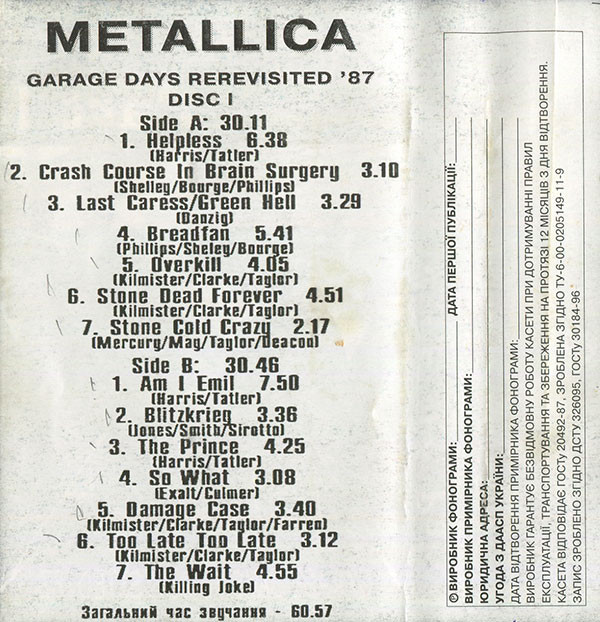 METALLICA
GARAGE DAYS REREVISITED '87
DISC I
Side A: 30.11
1. Helpless 6.38
(Harris/Tatler)
2. Crash Course In Brain Surgery 3.10
(Shelley/Bourge/Phillips)
3. Last Caress/Green Hell 3.29
(Danzig)
4. Breadfan 5.41
(Phillips/Sheley/Bourge)
5. Overkill 4.05
(Kilmister/Clarke/Taylor)
6. Stone Dead Forever 4.51
(Kilmister/Clarke/Taylor)
7. Stone Cold Crazy 2.17
(Mercury/May/Taylor/Deacon)
Side B: 30.46
1. Am I Emil 7.50
(Harris/Tatler)
2. Blitzkrieg 3.36
(Jones/Smith/Sirotto)
3. The Prince 4.25
(Harris/Tatler)
4. So What 3.08
(Exalt/Culmer)
5. Damage Case 3.40
(Kilmister/Clarke/Taylor/Farren)
6. Too Late Too Late 3.12
(Kilmister/Clarke/Taylor)
7. The Wait 4.55
(Killing Joke)
Загальний час звучання - 60.57
Ⓟ ВИРОБНИК ФОНОГРАМИ: ДАТА ПЕРШОЇ ПУБЛІКАЦІЇ:
ВИРОБНИК ПРИМІРНИКА ФОНОГРАМИ:
ЮРИДИЧНА АДРЕСА:
УГОДА З ДААСП УКРАЇНИ:
ДАТА ВІДТВОРЕННЯ ПРИМІРНИКА ФОНОГРАМИ:
ВИРОБНИК ГАРАНТУЄ БЕЗВІДМОВНУ РОБОТУ КАСЕТИ ПРИ ДОТРИМУВАННІ ПРАВИЛ
ЕКСПЛУАТАЦІЇ, ТРАНСПОРТУВАННЯ ТА ЗБЕРЕЖЕННЯ НА ПРОТЯЗІ 12 МІСЯЦІВ З ДНЯ ВІДТВОРЕННЯ.
КАСЕТА ВІДПОВІДАЄ ГОСТу 20492-87, ЗРОБЛЕНА ЗГІДНО ТУ-6-00-0205149-11-9
ЗАПИС ЗРОБЛЕНО ЗГІДНО ДСТУ 326095, ГОСТу 30184-96